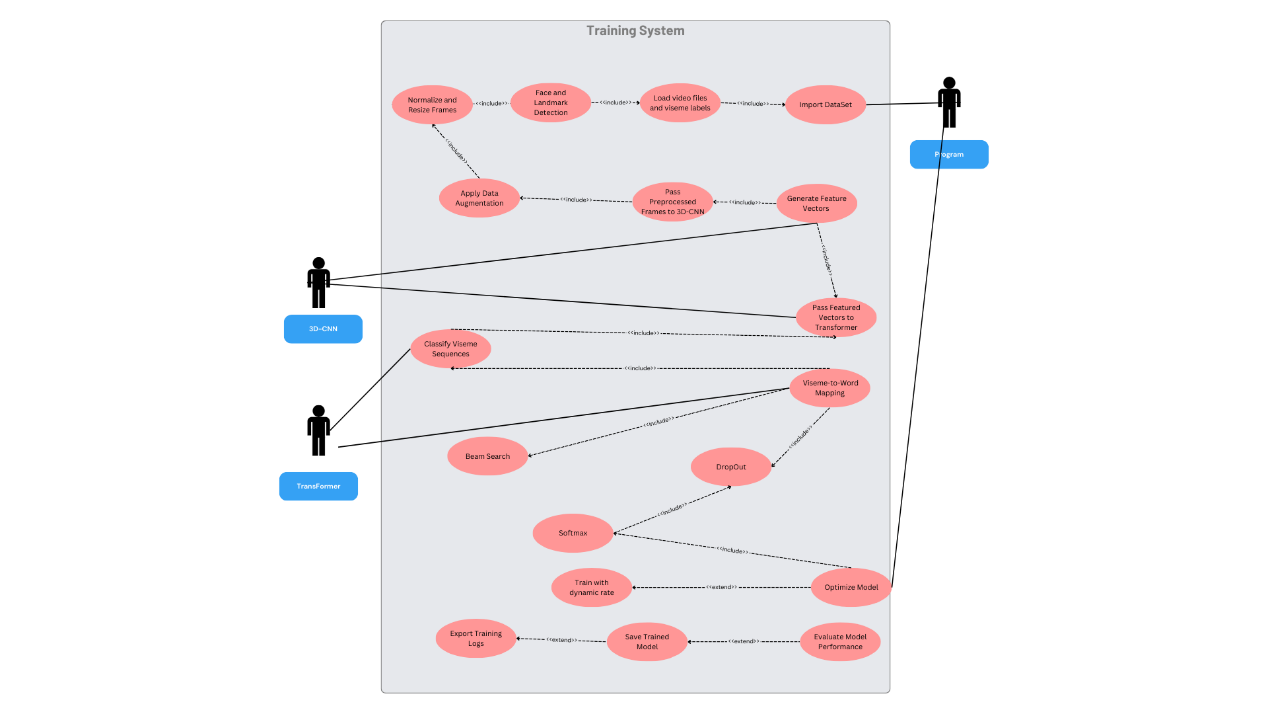 Training System
Normalize and
Resize Frames
<<include>>
Face and
Landmark
Detection
<<include>>
Load video files
and viseme labels
<<include>>
Import DataSet
Program
<<include>>
Apply Data
Augmentation
<<include>>
Pass
Preprocessed
Frames to 3D-CNN
<<include>>
Generate Feature
Vectors
<<include>>
3D-CNN
Pass Featured
Vectors to
Transformer
<<include>>
Classify Viseme
Sequences
<<include>>
Viseme-to-Word
Mapping
<<include>>
<<include>>
Beam Search
DropOut
TransFormer
<<include>>
Softmax
<<include>>
Train with
dynamic rate
<<extend>>
Optimize Model
Export Training
Logs
<<extend>>
Save Trained
Model
<<extend>>
Evaluate Model
Performance